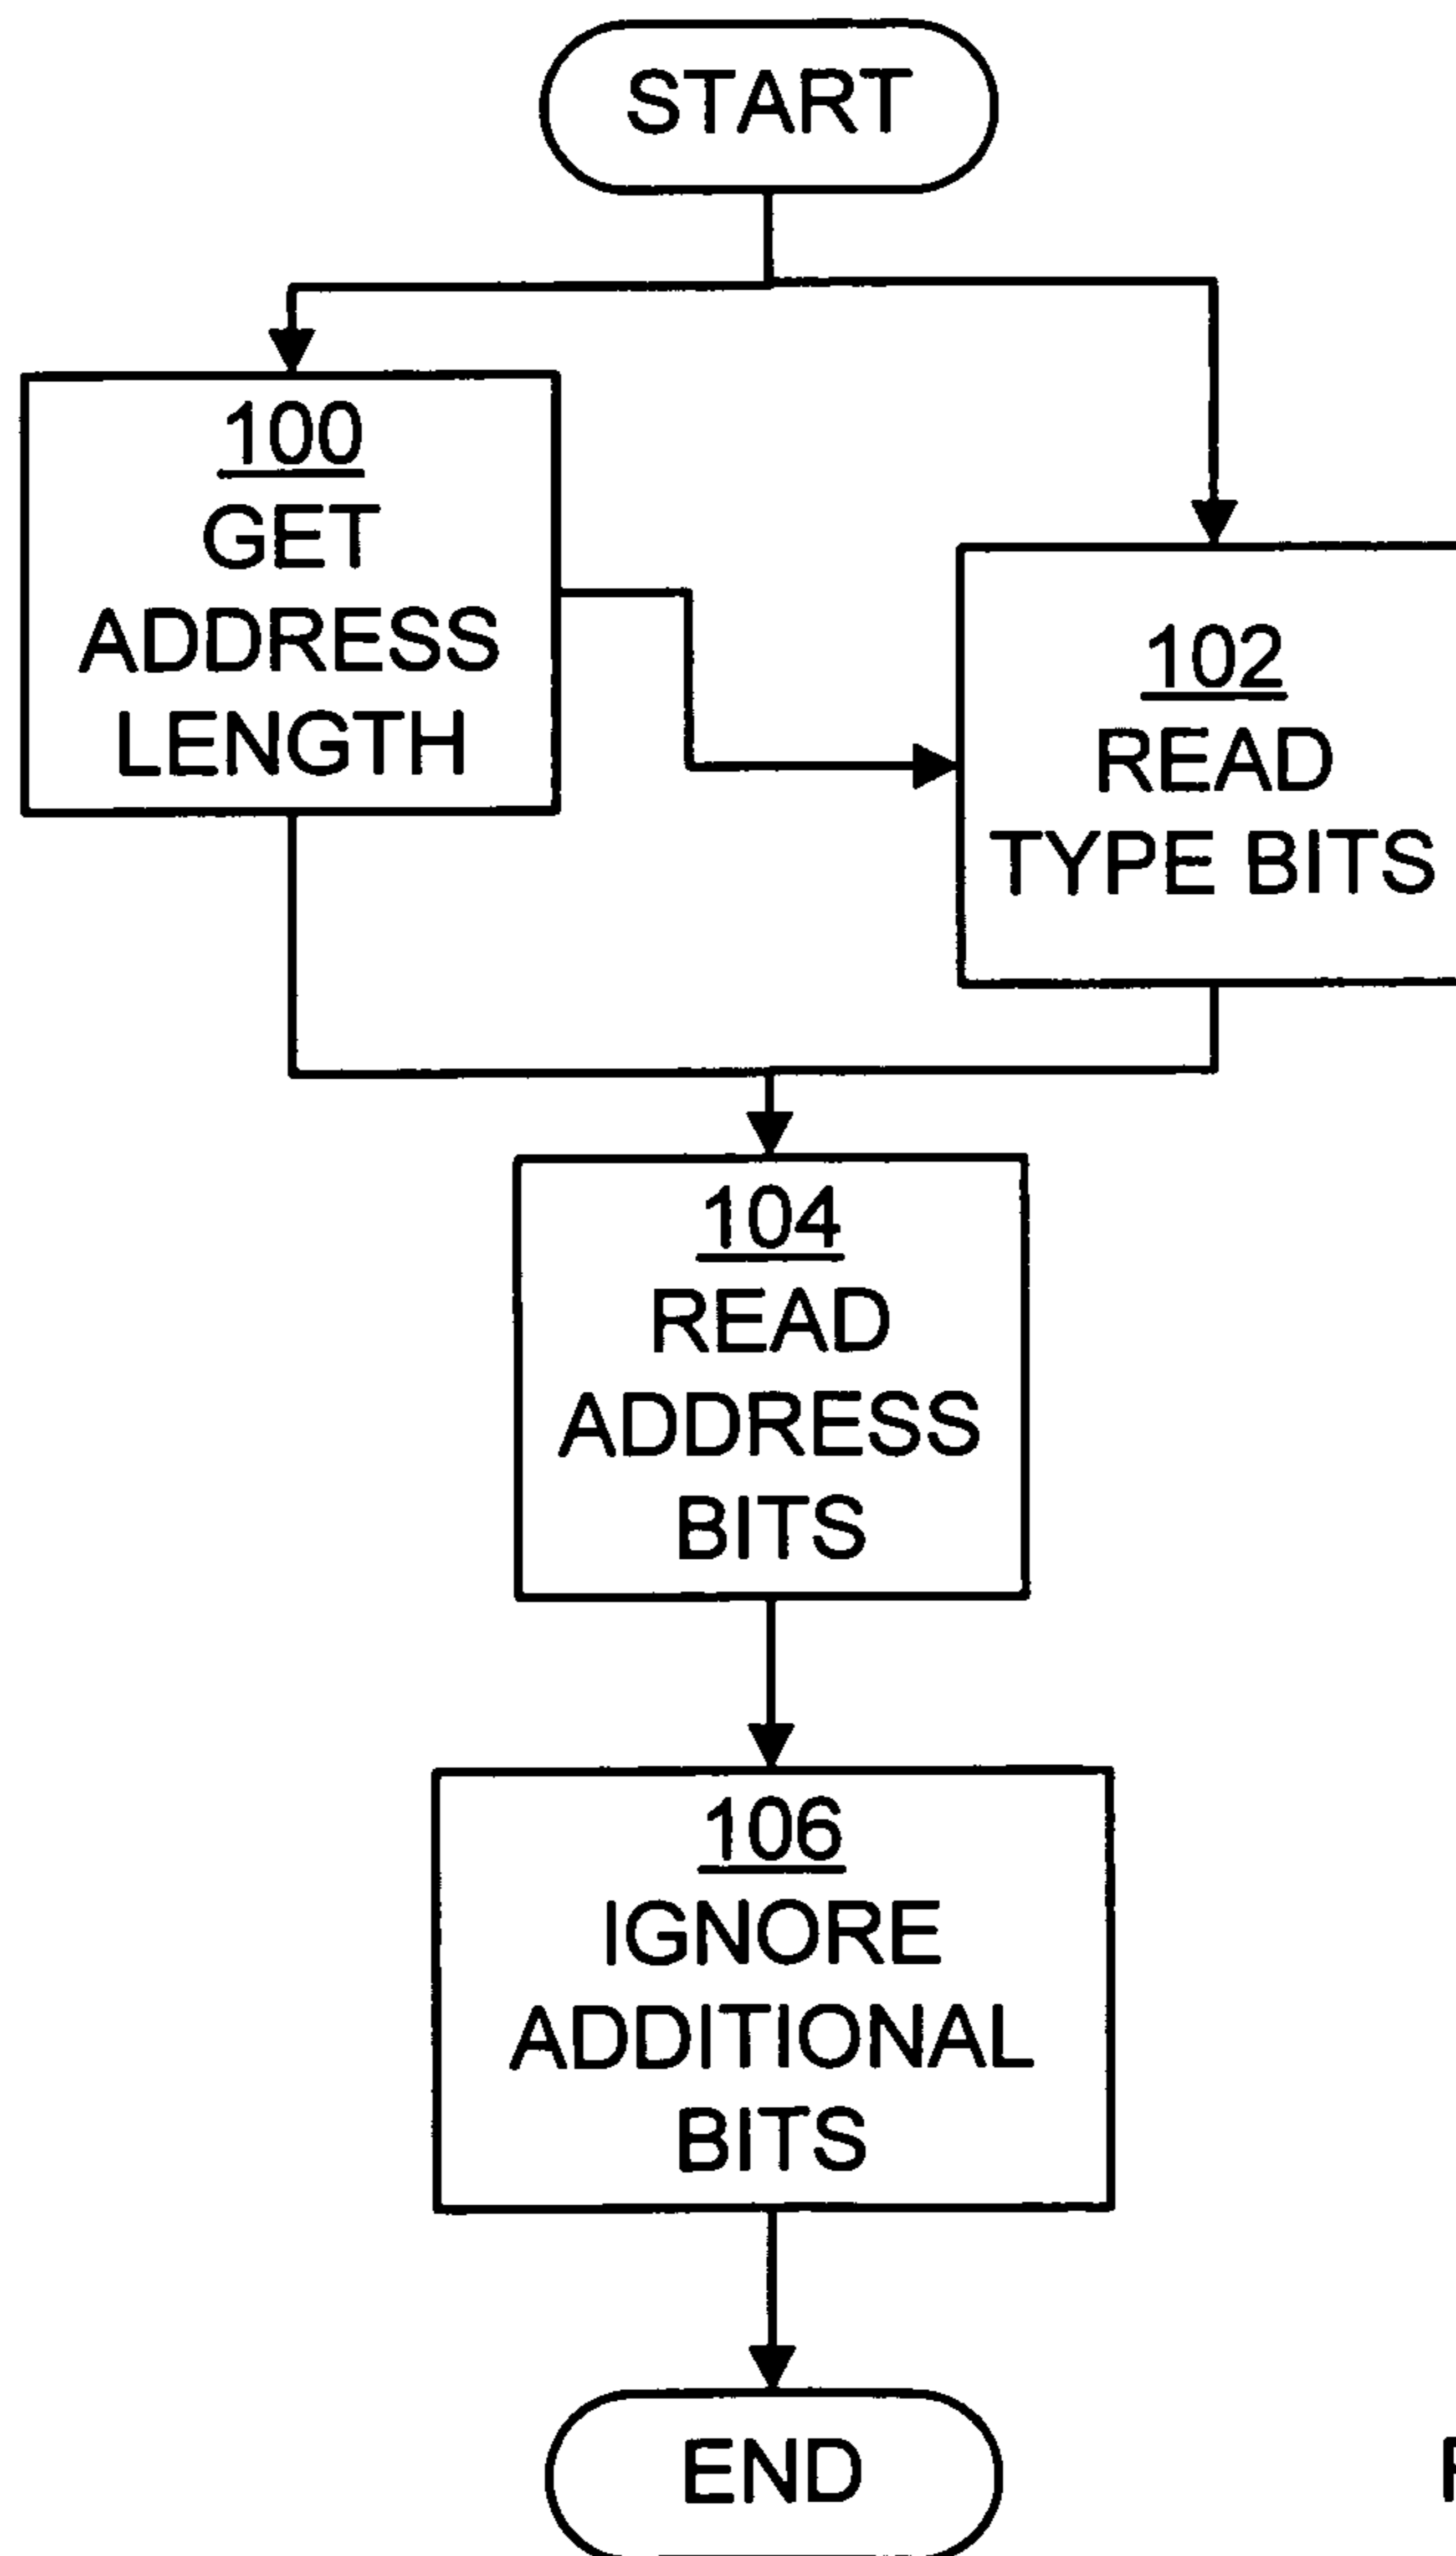 START
100
GET
ADDRESS
LENGTH
102
READ
TYPE BITS
104
READ
ADDRESS
BITS
106
IGNORE
ADDITIONAL
BITS
END